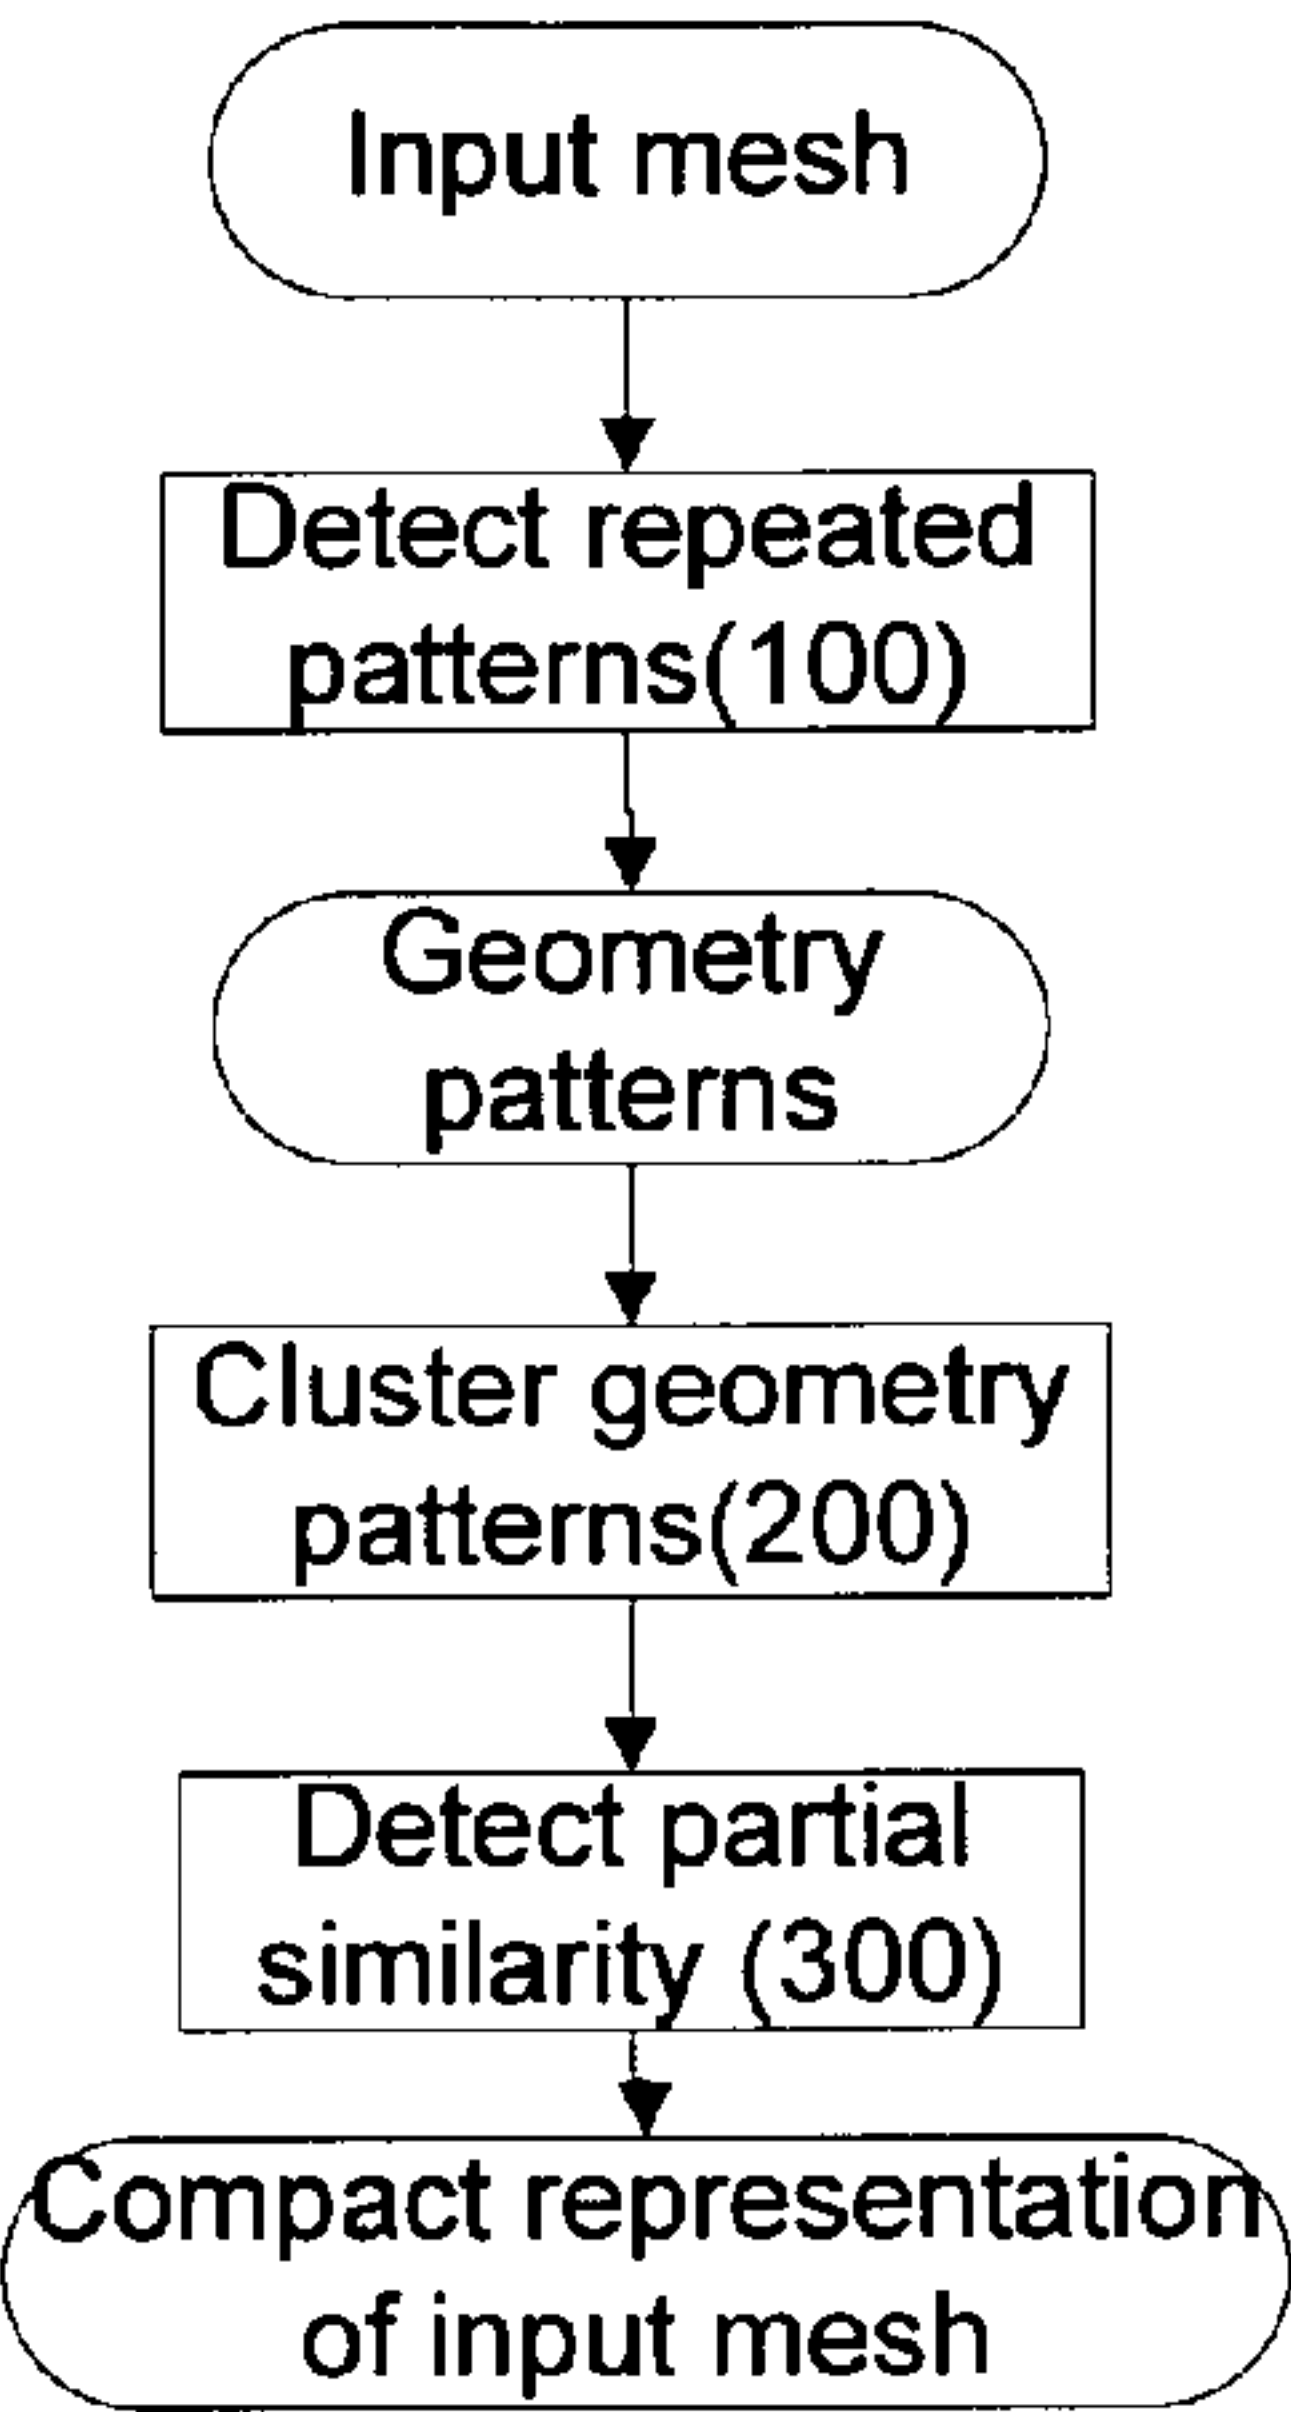 Input mesh
Detect repeated
patterns(100)
Geometry
patterns
Cluster geometry
patterns(200)
Detect partial
similarity (300)
Compact representation
of input mesh